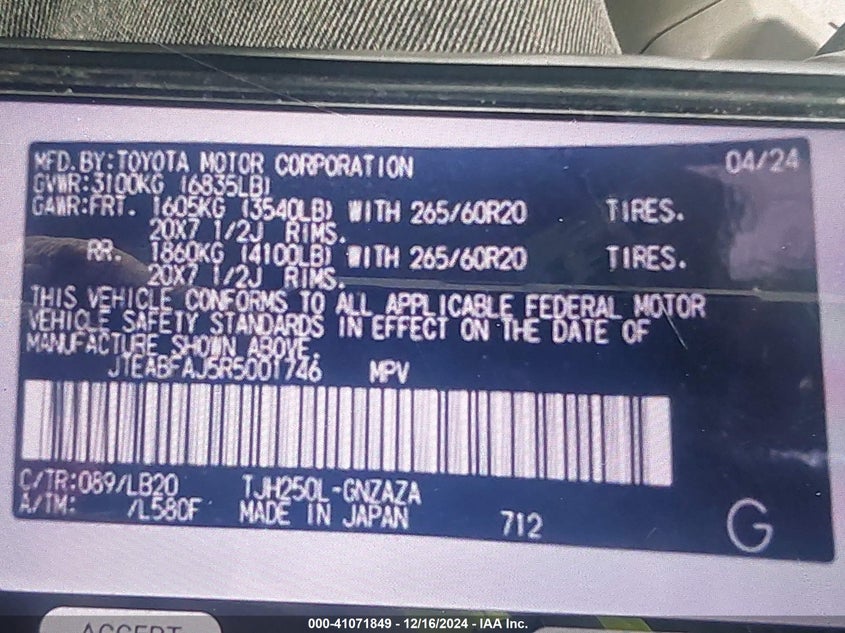 MFD.BY:TOYOTA MOTOR CORPORATION 04/24
GVWR:3100KG (6835LB)
GAWR:FRT. 1605KG (3540LB) WITH 265/60R20 TIRES.
20X7 1/2J RIMS.
RR. 1860KG (4100LB) WITH 265/60R20 TIRES.
20X7 1/2J RIMS.
THIS VEHICLE CONFORMS TO ALL APPLICABLE FEDERAL MOTOR
VEHICLE SAFETY STANDARDS IN EFFECT ON THE DATE OF
MANUFACTURE SHOWN ABOVE.
JTEABFAJ5R5001746 MPV
C/TR:089/LB20 TJH250L-GNZAZA
A/TM: /L580F MADE IN JAPAN 712 G
ACCEPT
000-41071849 - 12/16/2024 - IAA Inc.